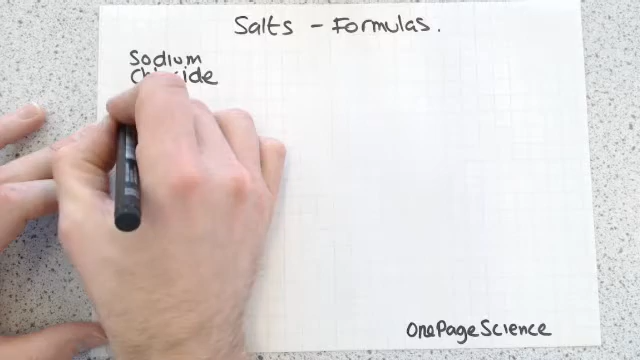 Salts - Formulas.
Sodium
Chloride
OnePageScience